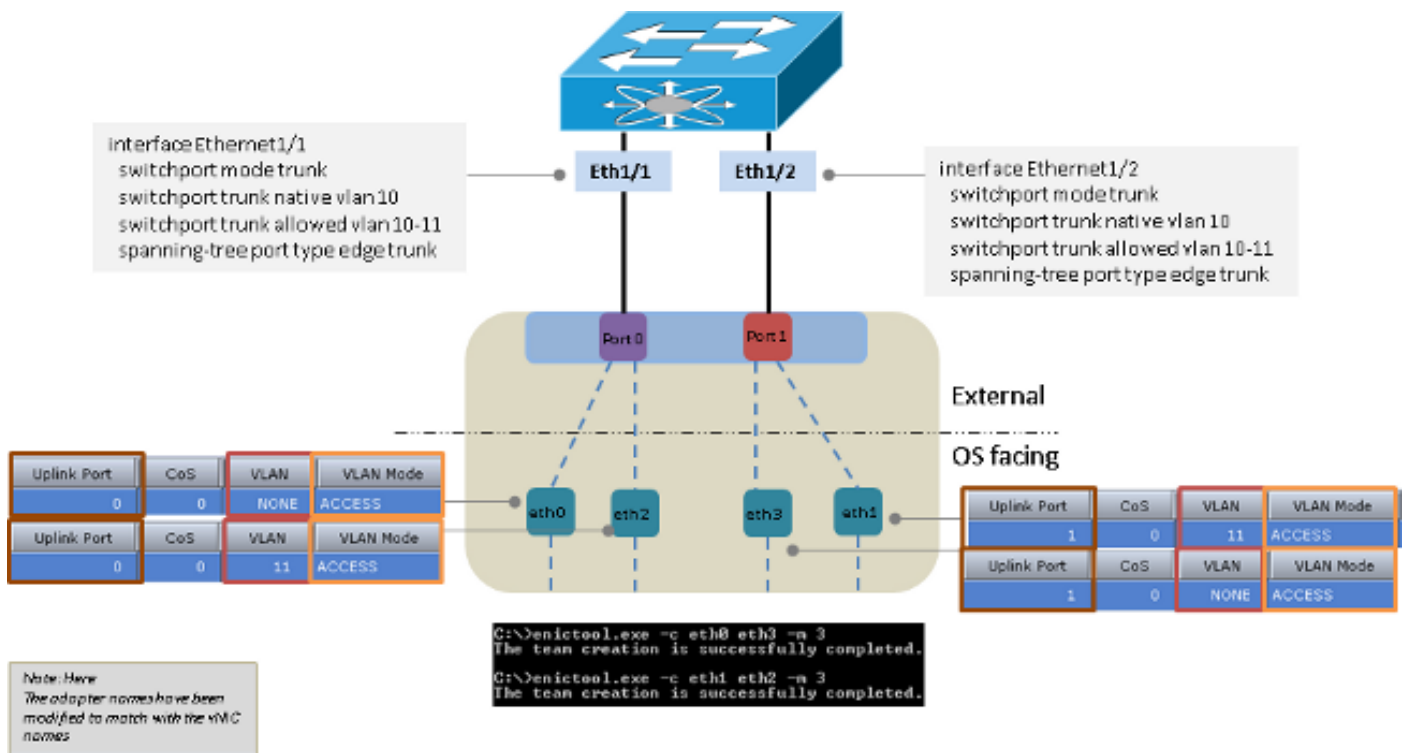 interface Ethernet1/1
switchport mode trunk
switchport trunk native vlan 10
switchport trunk allowed vlan 10-11
spanning-tree port type edge trunk
Eth1/1
Eth1/2
interface Ethernet1/2
switchport mode trunk
switchport trunk native vlan 10
switchport trunk allowed vlan 10-11
spanning-tree port type edge trunk
Port 0
Port 1
External
OS facing
Uplink Port CoS VLAN VLAN Mode
0 0 NONE ACCESS
Uplink Port CoS VLAN VLAN Mode
0 0 11 ACCESS
eth0
eth2
eth3
eth1
Uplink Port CoS VLAN VLAN Mode
1 0 11 ACCESS
Uplink Port CoS VLAN VLAN Mode
1 0 NONE ACCESS
C:\>enictool.exe -c eth0 eth3 -m 3
The team creation is successfully completed.
C:\>enictool.exe -c eth1 eth2 -m 3
The team creation is successfully completed.
Note: Here
The adapter names have been
modified to match with the vNIC
names